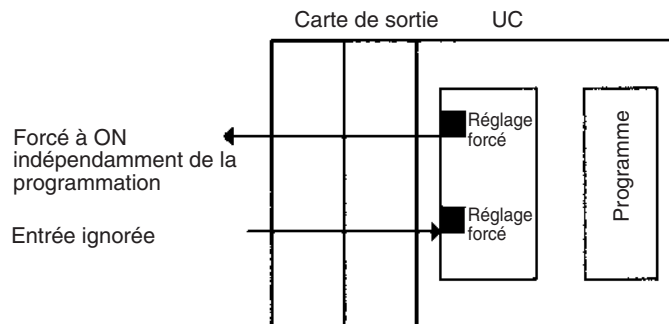 Carte de sortie UC
Forcé à ON
indépendamment de la
programmation
Réglage
forcé
Entrée ignorée
Réglage
forcé
Programme